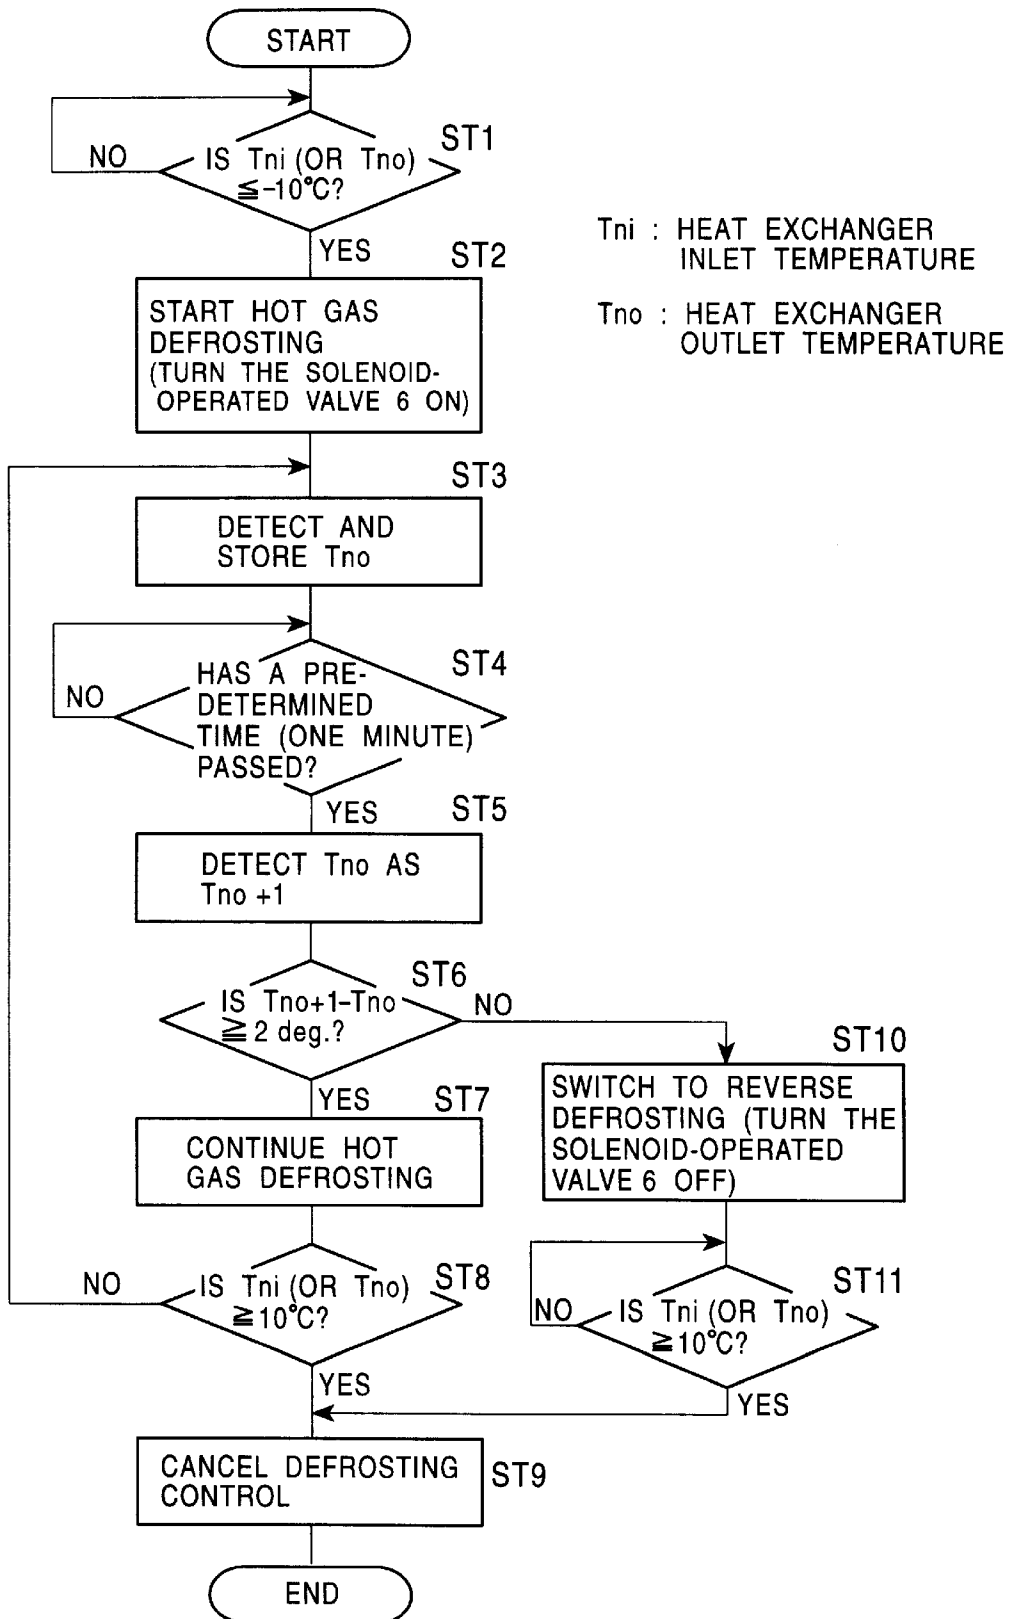 START
ST1
NO
IS Tni (OR Tno)
≦-10°C?
YES
Tni : HEAT EXCHANGER
INLET TEMPERATURE
Tno : HEAT EXCHANGER
OUTLET TEMPERATURE
ST2
START HOT GAS
DEFROSTING
(TURN THE SOLENOID-
OPERATED VALVE 6 ON)
ST3
DETECT AND
STORE Tno
ST4
NO
HAS A PRE-
DETERMINED
TIME (ONE MINUTE)
PASSED?
YES
ST5
DETECT Tno AS
Tno +1
ST6
IS Tno+1-Tno
≧ 2 deg.?
NO
YES
ST7
CONTINUE HOT
GAS DEFROSTING
ST10
SWITCH TO REVERSE
DEFROSTING (TURN THE
SOLENOID-OPERATED
VALVE 6 OFF)
NO
ST8
IS Tni (OR Tno)
≧10°C?
YES
ST11
NO
IS Tni (OR Tno)
≧10°C?
YES
CANCEL DEFROSTING
CONTROL
ST9
END